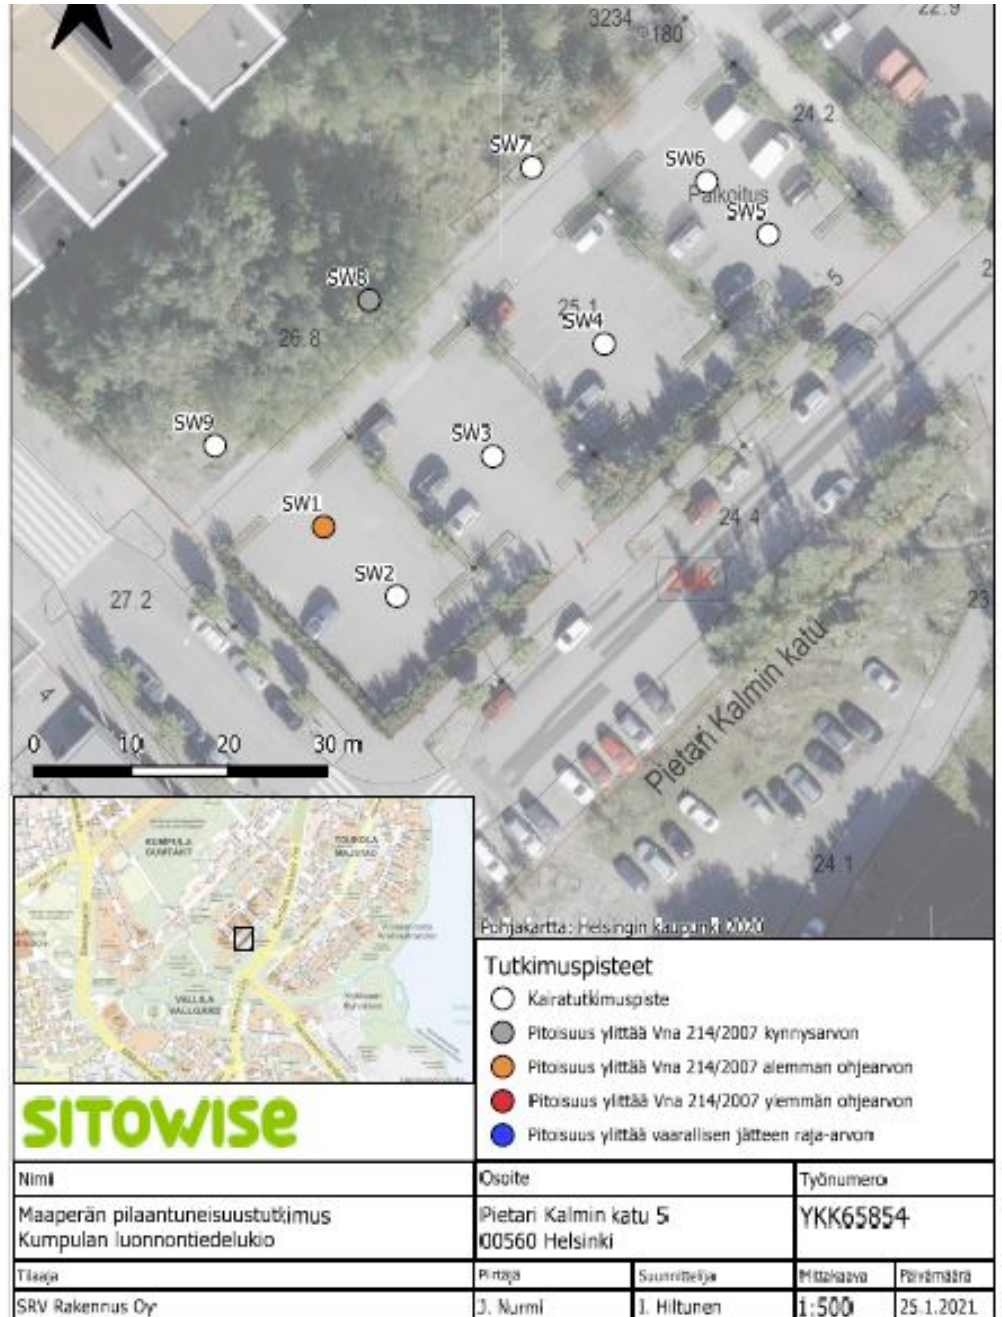 3234
180
22.9
24.2
SW7
SW6
Paikoitus
SW5
5
SW8
25.1
SW4
26.8
SW9
SW3
SW1
24.4
SW2
27.2
23
4
Pietari Kalmin katu
0 10 20 30 m
24.1
KUMPULA
GUMTÄKT
TOUKOLA
MAJSTAD
VALLILA
VALLGÅRD
Pohjakartta: Helsingin kaupunki 2020
Tutkimuspisteet
Kairatutkimuspiste
Pitoisuus ylittää Vna 214/2007 kynnysarvon
Pitoisuus ylittää Vna 214/2007 alemman ohjearvon
Pitoisuus ylittää Vna 214/2007 ylemmän ohjearvon
Pitoisuus ylittää vaarallisen jätteen raja-arvon
SITOWISE
Nimi Osoite Työnumero
Maaperän pilaantuneisuustutkimus Pietari Kalmin katu 5 YKK65854
Kumpulan luonnontiedelukio 00560 Helsinki
Tilaaja Piirtäjä Suunnittelija Mittakaava Päivämäärä
SRV Rakennus Oy J. Nurmi I. Hiltunen 1:500 25.1.2021